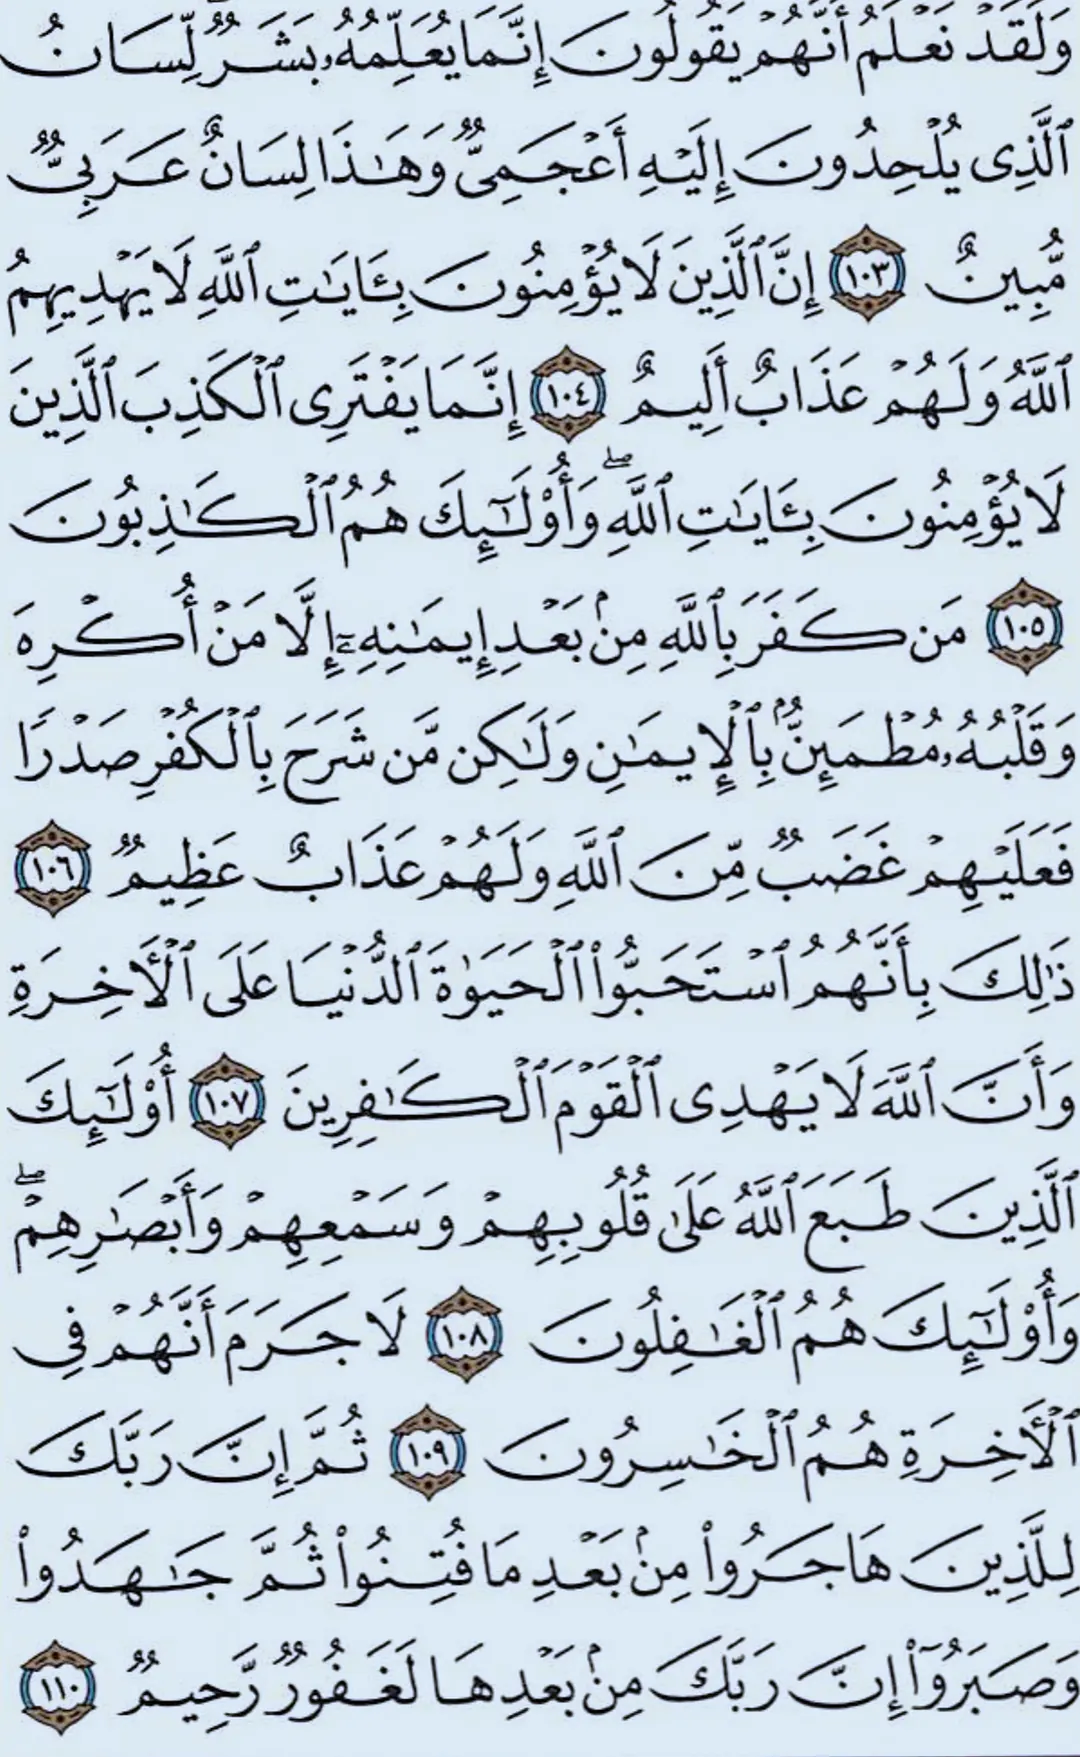 وَلَقَدۡ نَعۡلَمُ أَنَّهُمۡ يَقُولُونَ إِنَّمَا يُعَلِّمُهُۥ بَشَرٞۗ لِّسَانُ
ٱلَّذِي يُلۡحِدُونَ إِلَيۡهِ أَعۡجَمِيّٞ وَهَٰذَا لِسَانٌ عَرَبِيّٞ
مُّبِينٌ ١٠٣ إِنَّ ٱلَّذِينَ لَا يُؤۡمِنُونَ بِـَٔايَٰتِ ٱللَّهِ لَا يَهۡدِيهِمُ
ٱللَّهُ وَلَهُمۡ عَذَابٌ أَلِيمٌ ١٠٤ إِنَّمَا يَفۡتَرِي ٱلۡكَذِبَ ٱلَّذِينَ
لَا يُؤۡمِنُونَ بِـَٔايَٰتِ ٱللَّهِۖ وَأُوْلَٰٓئِكَ هُمُ ٱلۡكَٰذِبُونَ
١٠٥ مَن كَفَرَ بِٱللَّهِ مِنۢ بَعۡدِ إِيمَٰنِهِۦٓ إِلَّا مَنۡ أُكۡرِهَ
وَقَلۡبُهُۥ مُطۡمَئِنُّۢ بِٱلۡإِيمَٰنِ وَلَٰكِن مَّن شَرَحَ بِٱلۡكُفۡرِ صَدۡرٗا
فَعَلَيۡهِمۡ غَضَبٞ مِّنَ ٱللَّهِ وَلَهُمۡ عَذَابٌ عَظِيمٞ ١٠٦
ذَٰلِكَ بِأَنَّهُمُ ٱسۡتَحَبُّواْ ٱلۡحَيَوٰةَ ٱلدُّنۡيَا عَلَى ٱلۡأٓخِرَةِ
وَأَنَّ ٱللَّهَ لَا يَهۡدِي ٱلۡقَوۡمَ ٱلۡكَٰفِرِينَ ١٠٧ أُوْلَٰٓئِكَ
ٱلَّذِينَ طَبَعَ ٱللَّهُ عَلَىٰ قُلُوبِهِمۡ وَسَمۡعِهِمۡ وَأَبۡصَٰرِهِمۡۖ
وَأُوْلَٰٓئِكَ هُمُ ٱلۡغَٰفِلُونَ ١٠٨ لَا جَرَمَ أَنَّهُمۡ فِي
ٱلۡأٓخِرَةِ هُمُ ٱلۡخَٰسِرُونَ ١٠٩ ثُمَّ إِنَّ رَبَّكَ
لِلَّذِينَ هَاجَرُواْ مِنۢ بَعۡدِ مَا فُتِنُواْ ثُمَّ جَٰهَدُواْ
وَصَبَرُوٓاْ إِنَّ رَبَّكَ مِنۢ بَعۡدِهَا لَغَفُورٞ رَّحِيمٞ ١١٠